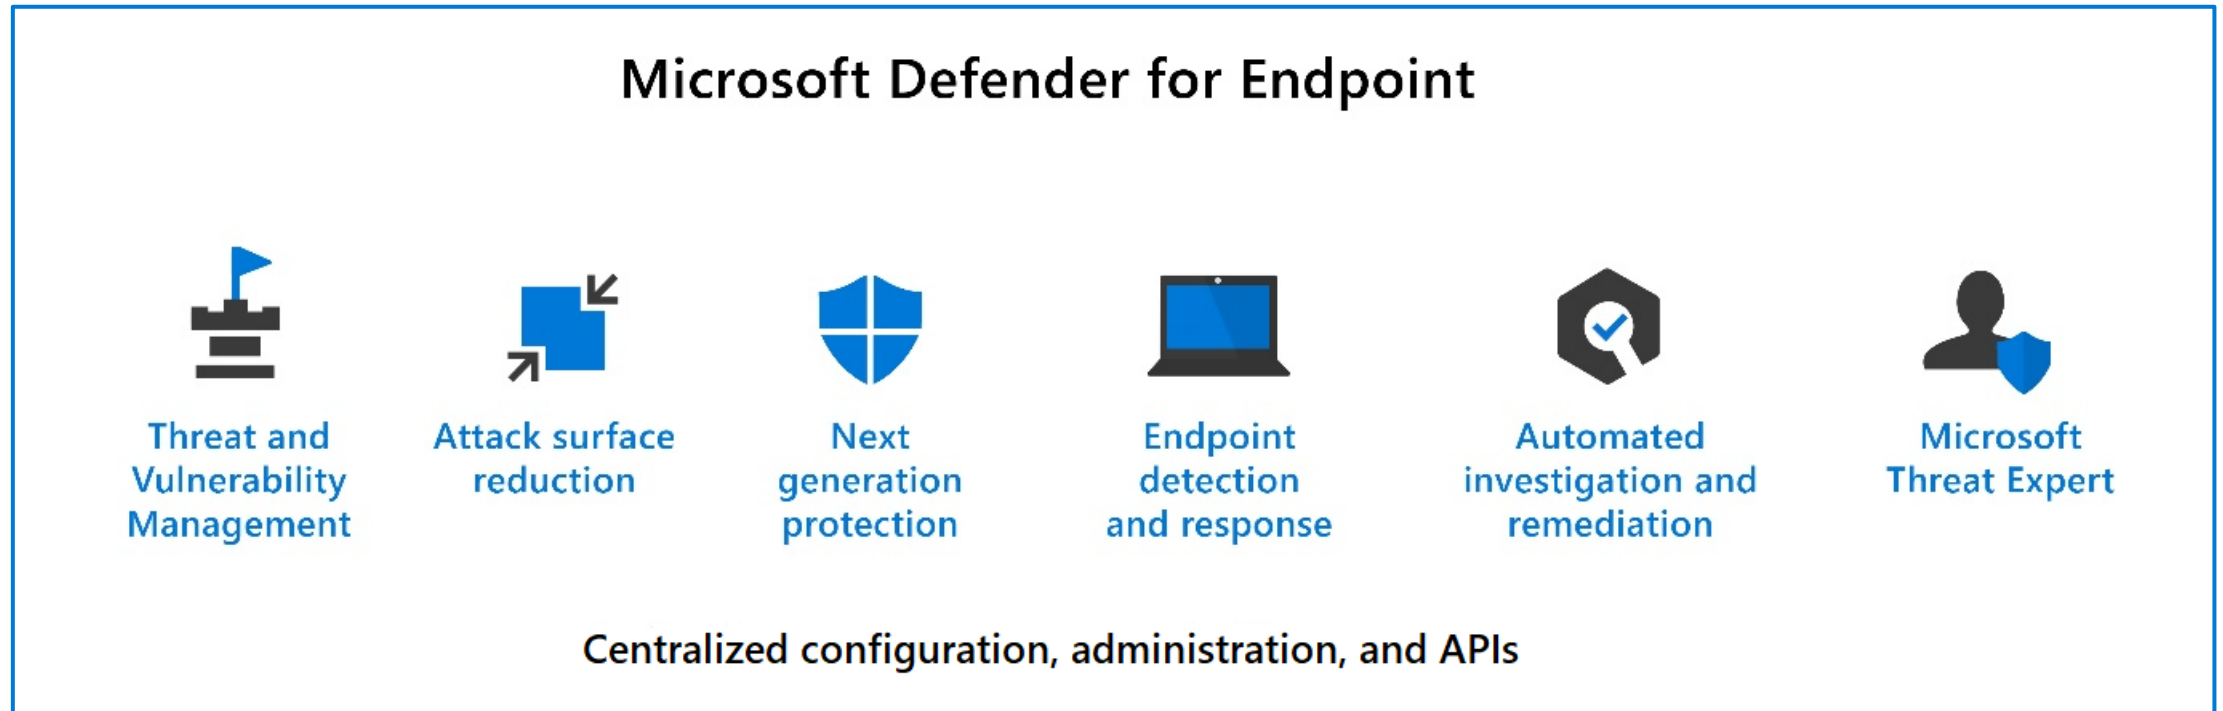 Microsoft Defender for Endpoint
Threat and
Vulnerability
Management
Attack surface
reduction
Next
generation
protection
Endpoint
detection
and response
Automated
investigation and
remediation
Microsoft
Threat Expert
Centralized configuration, administration, and APIs